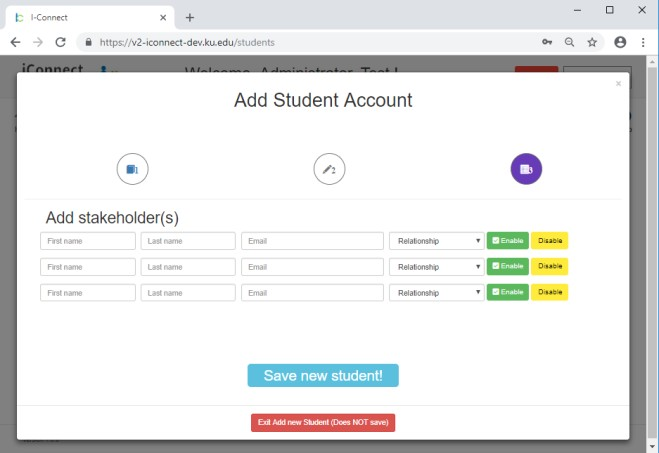 I-Connect
https://v2-iconnect-dev.ku.edu/students
iConnect Welcome, Administrator, Test !
×
Add Student Account
1 2 3
Add stakeholder(s)
First name Last name Email Relationship Enable Disable
First name Last name Email Relationship Enable Disable
First name Last name Email Relationship Enable Disable
Save new student!
Exit Add new Student (Does NOT save)